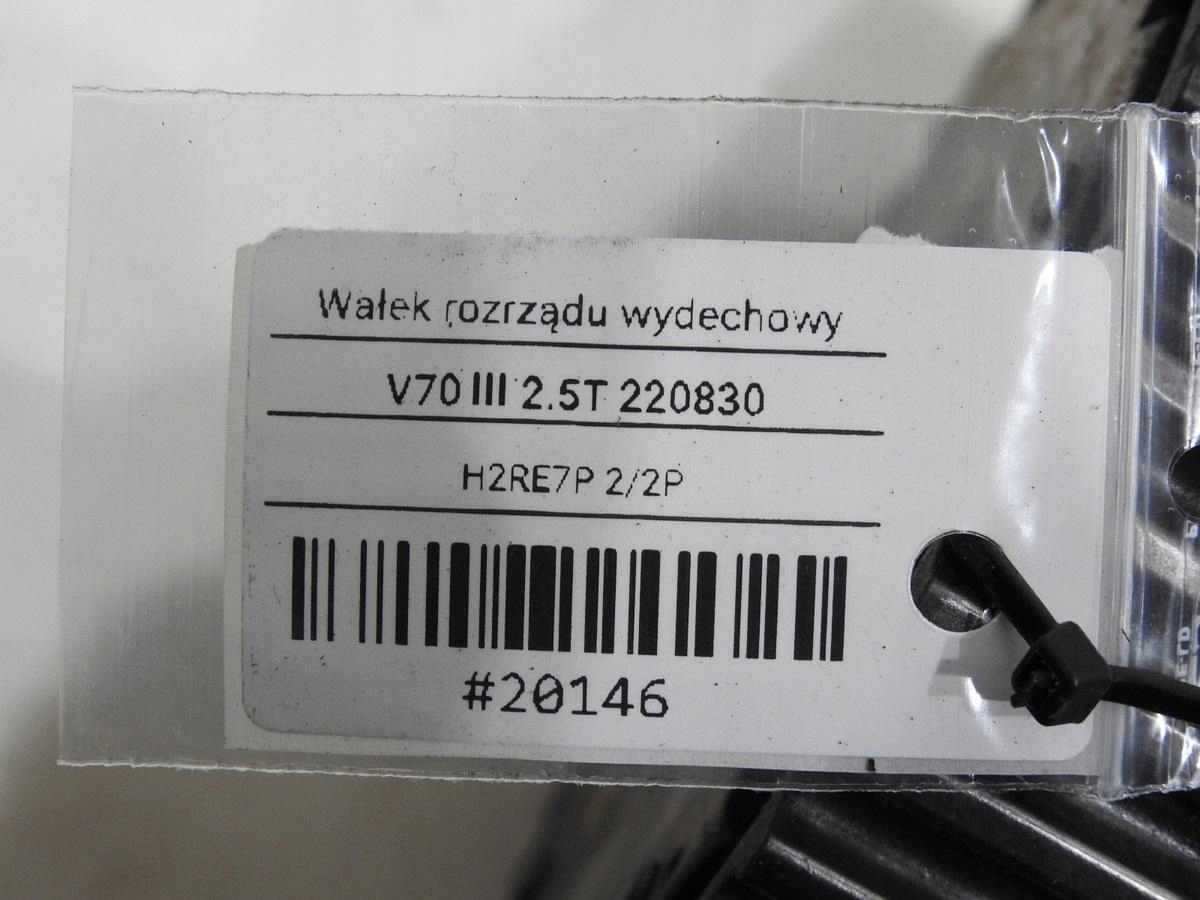 Wałek rozrządu wydechowy
V70 III 2.5T 220830
H2RE7P 2/2P
#20146